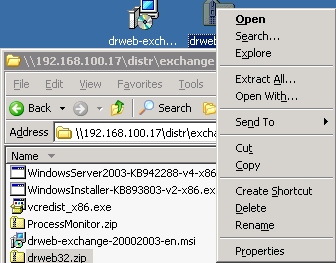 drweb-exch...
drweb
Open
Search...
Explore
Extract All...
Open With...
Send To
Cut
Copy
Create Shortcut
Delete
Rename
Properties
\\192.168.100.17\distr\exchange
File Edit View Favorites Tools
Back Search
Address \\192.168.100.17\distr\excha
Name
WindowsServer2003-KB942288-v4-x86
WindowsInstaller-KB893803-v2-x86.ex
vcredist_x86.exe
ProcessMonitor.zip
drweb-exchange-20002003-en.msi
drweb32.zip